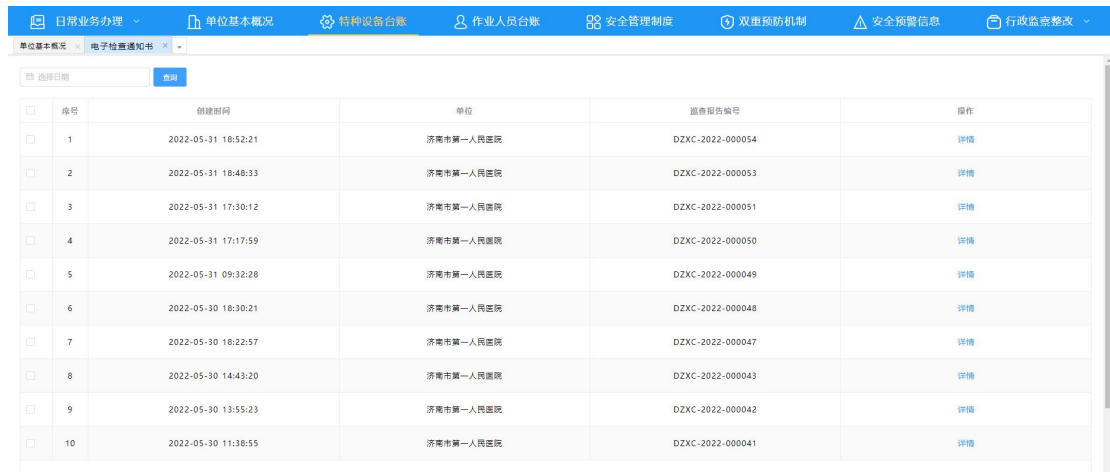 日常业务办理 单位基本概况 特种设备台账 作业人员台账 安全管理制度 双重预防机制 安全预警信息 行政监察整改
单位基本概况 × 电子检查通知书 ×
选择日期 查询
序号 创建时间 单位 巡查报告编号 操作
1 2022-05-31 18:52:21 济南市第一人民医院 DZXC-2022-000054 详情
2 2022-05-31 18:48:33 济南市第一人民医院 DZXC-2022-000053 详情
3 2022-05-31 17:30:12 济南市第一人民医院 DZXC-2022-000051 详情
4 2022-05-31 17:17:59 济南市第一人民医院 DZXC-2022-000050 详情
5 2022-05-31 09:32:28 济南市第一人民医院 DZXC-2022-000049 详情
6 2022-05-30 18:30:21 济南市第一人民医院 DZXC-2022-000048 详情
7 2022-05-30 18:22:57 济南市第一人民医院 DZXC-2022-000047 详情
8 2022-05-30 14:43:20 济南市第一人民医院 DZXC-2022-000043 详情
9 2022-05-30 13:55:23 济南市第一人民医院 DZXC-2022-000042 详情
10 2022-05-30 11:38:55 济南市第一人民医院 DZXC-2022-000041 详情